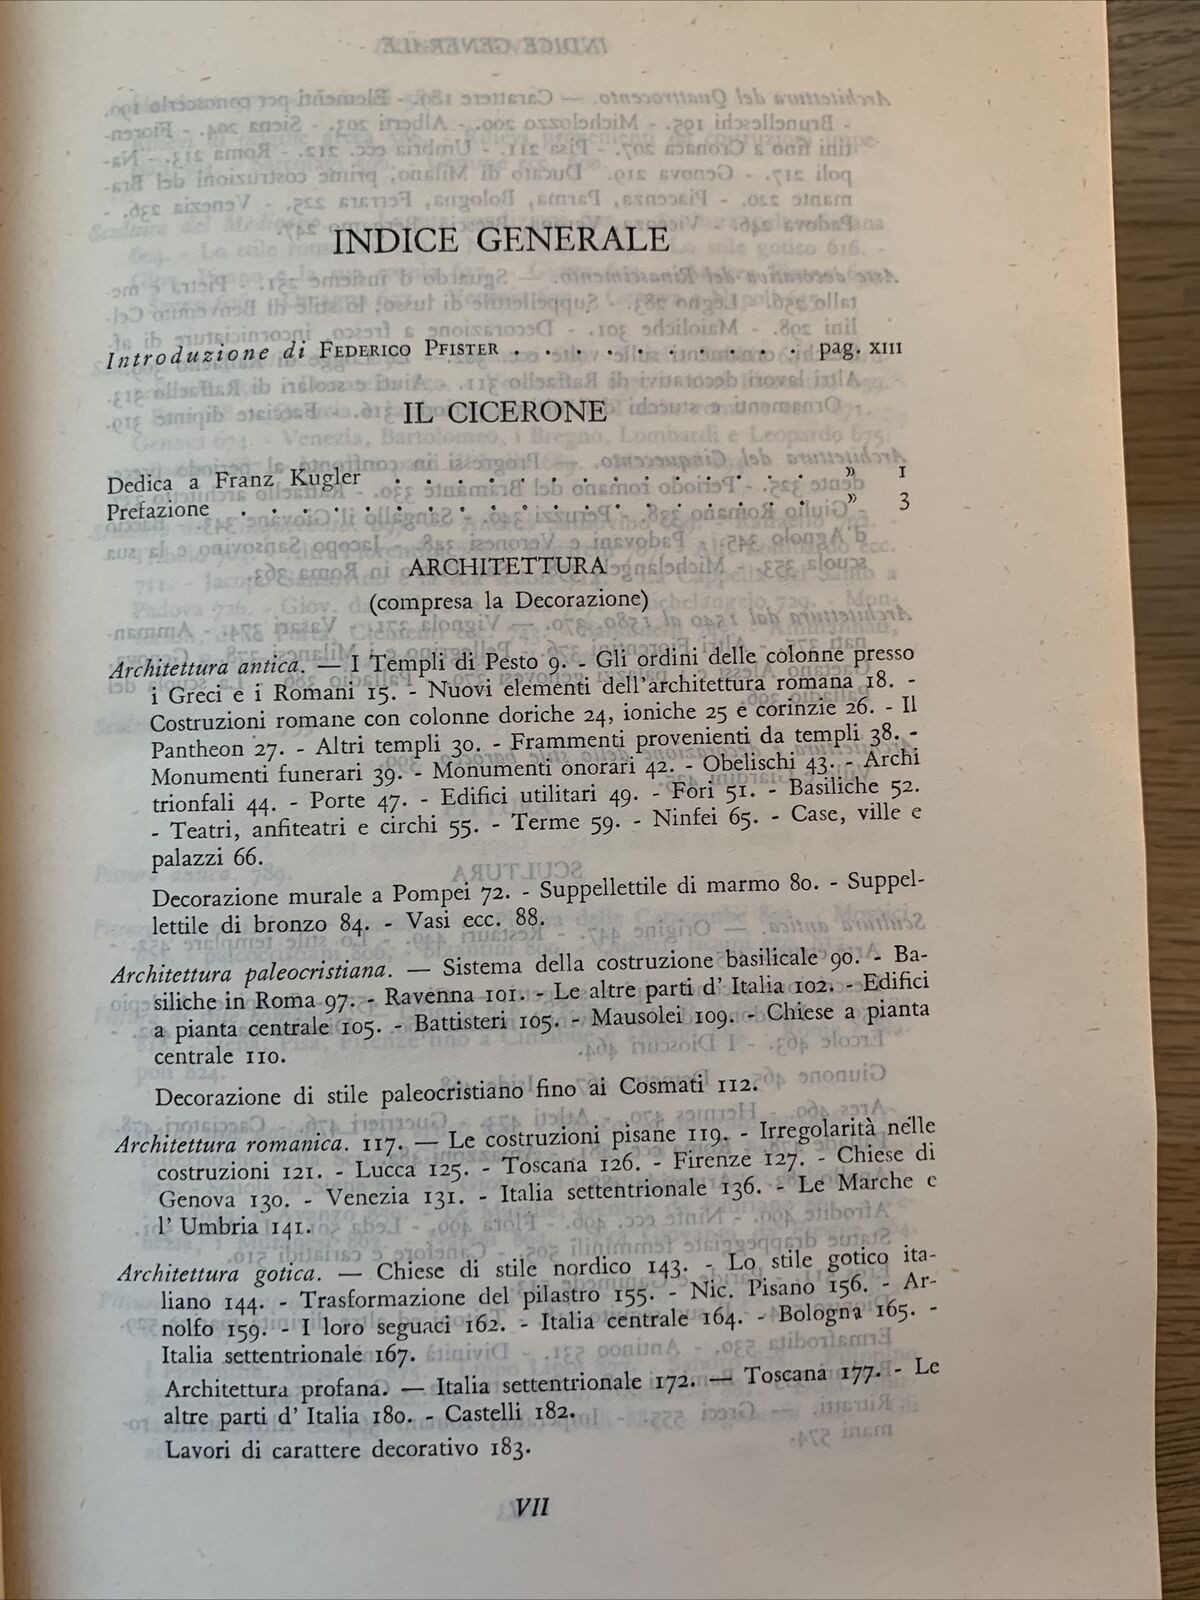 INDICE GENERALE
Introduzione di FEDERICO PFISTER . . . . . . . . . . pag. XIII
IL CICERONE
Dedica a Franz Kugler . . . . . . . . . . . . . . » 1
Prefazione . . . . . . . . . . . . . . . . . . . » 3
ARCHITETTURA
(compresa la Decorazione)
Architettura antica. — I Templi di Pesto 9. - Gli ordini delle colonne presso
i Greci e i Romani 15. - Nuovi elementi dell'architettura romana 18. -
Costruzioni romane con colonne doriche 24, ioniche 25 e corinzie 26. - Il
Pantheon 27. - Altri templi 30. - Frammenti provenienti da templi 38. -
Monumenti funerari 39. - Monumenti onorari 42. - Obelischi 43. - Archi
trionfali 44. - Porte 47. - Edifici utilitari 49. - Fori 51. - Basiliche 52.
- Teatri, anfiteatri e circhi 55. - Terme 59. - Ninfei 65. - Case, ville e
palazzi 66.
Decorazione murale a Pompei 72. - Suppellettile di marmo 80. - Suppel-
lettile di bronzo 84. - Vasi ecc. 88.
Architettura paleocristiana. — Sistema della costruzione basilicale 90. - Ba-
siliche in Roma 97. - Ravenna 101. - Le altre parti d' Italia 102. - Edifici
a pianta centrale 105. - Battisteri 105. - Mausolei 109. - Chiese a pianta
centrale 110.
Decorazione di stile paleocristiano fino ai Cosmati 112.
Architettura romanica. 117. — Le costruzioni pisane 119. - Irregolarità nelle
costruzioni 121. - Lucca 125. - Toscana 126. - Firenze 127. - Chiese di
Genova 130. - Venezia 131. - Italia settentrionale 136. - Le Marche e
l' Umbria 141.
Architettura gotica. — Chiese di stile nordico 143. - Lo stile gotico ita-
liano 144. - Trasformazione del pilastro 155. - Nic. Pisano 156. - Ar-
nolfo 159. - I loro seguaci 162. - Italia centrale 164. - Bologna 165. -
Italia settentrionale 167.
Architettura profana. — Italia settentrionale 172. — Toscana 177. - Le
altre parti d' Italia 180. - Castelli 182.
Lavori di carattere decorativo 183.
VII